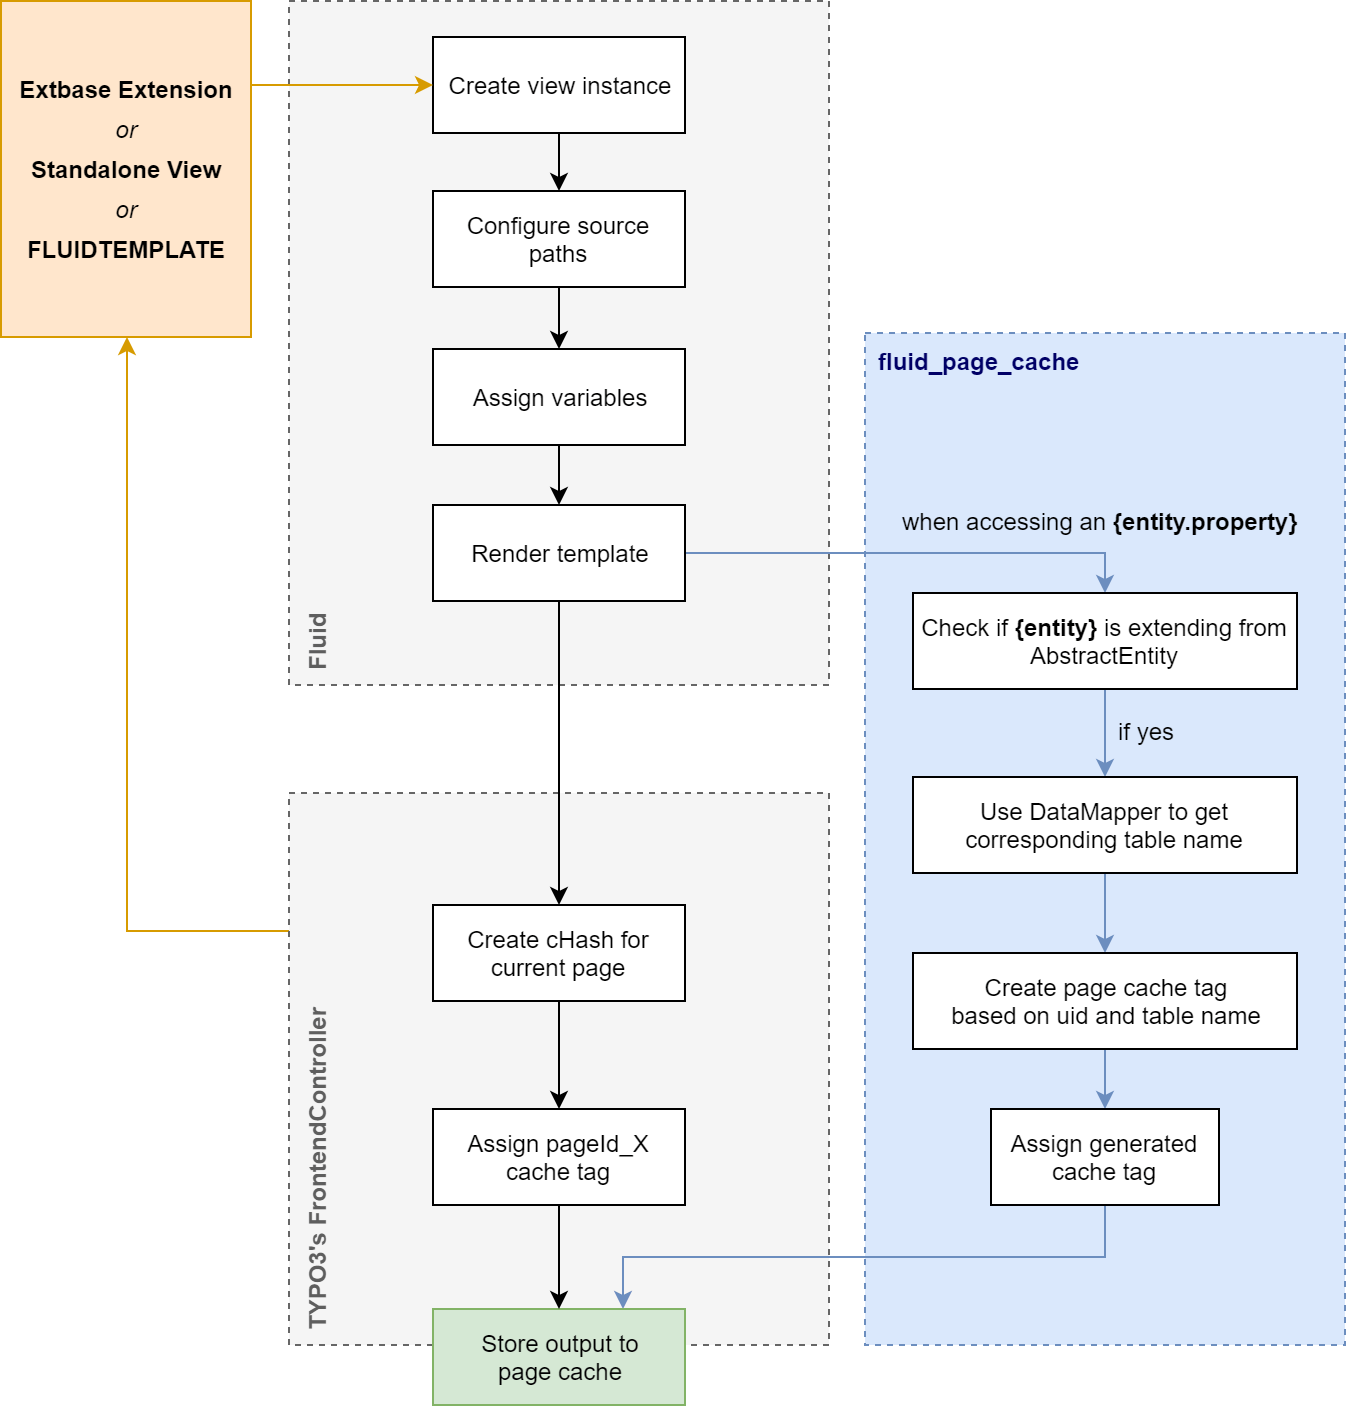 Extbase Extension
or
Standalone View
or
FLUIDTEMPLATE
Create view instance
Configure source
paths
Assign variables
Render template
Fluid
fluid_page_cache
when accessing an {entity.property}
Check if {entity} is extending from
AbstractEntity
if yes
Use DataMapper to get
corresponding table name
Create page cache tag
based on uid and table name
Assign generated
cache tag
Create cHash for
current page
Assign pageId_X
cache tag
TYPO3's FrontendController
Store output to
page cache